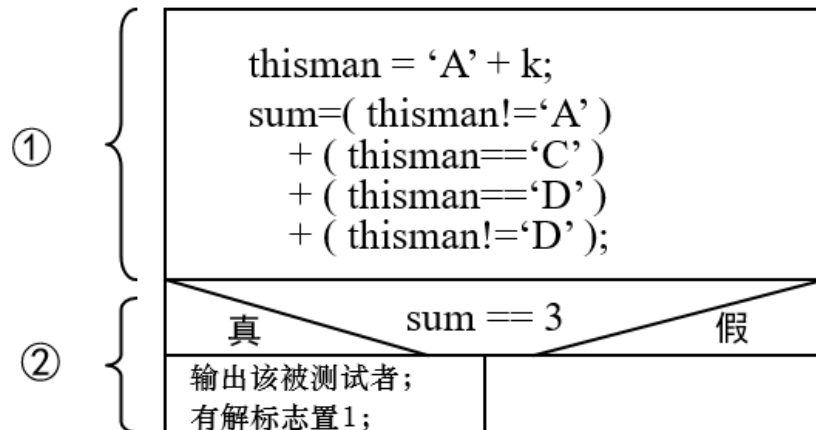 ①
thisman = ‘A’ + k;
sum=( thisman!=‘A’ )
+ ( thisman==‘C’ )
+ ( thisman==‘D’ )
+ ( thisman!=‘D’ );
②
真
sum == 3
假
输出该被测试者;
有解标志置1;